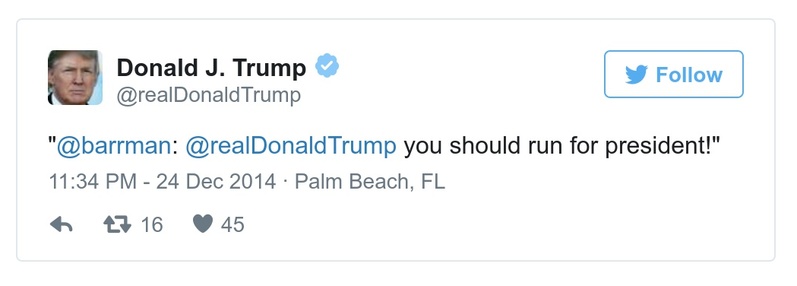 Donald J. Trump
@realDonaldTrump
Follow
"@barrman: @realDonaldTrump you should run for president!"
11:34 PM - 24 Dec 2014 · Palm Beach, FL
16 45